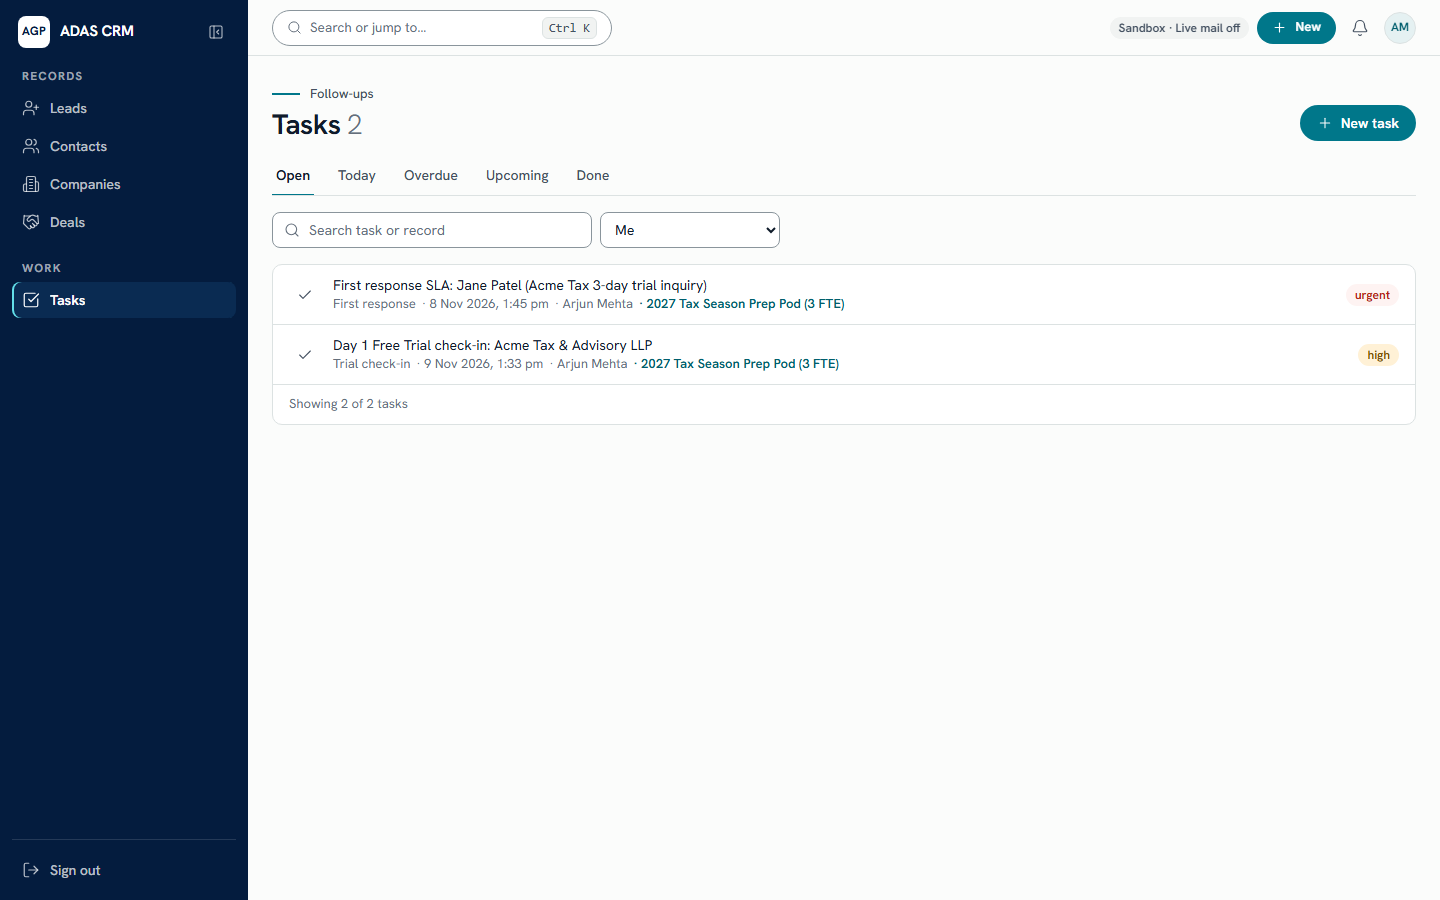 AGP ADAS CRM
RECORDS
Leads
Contacts
Companies
Deals
WORK
Tasks
Sign out
Search or jump to... Ctrl K
Sandbox · Live mail off
+ New
AM
Follow-ups
Tasks 2
+ New task
Open Today Overdue Upcoming Done
Search task or record
Me
First response SLA: Jane Patel (Acme Tax 3-day trial inquiry)
First response · 8 Nov 2026, 1:45 pm · Arjun Mehta · 2027 Tax Season Prep Pod (3 FTE)
urgent
Day 1 Free Trial check-in: Acme Tax & Advisory LLP
Trial check-in · 9 Nov 2026, 1:33 pm · Arjun Mehta · 2027 Tax Season Prep Pod (3 FTE)
high
Showing 2 of 2 tasks